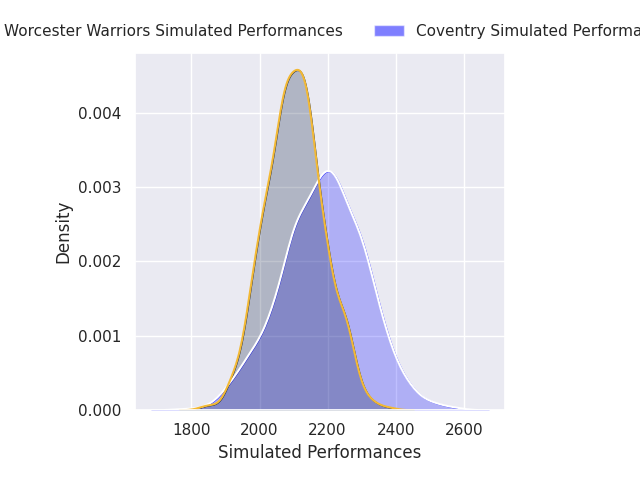 Worcester Warriors Simulated Performances
Coventry Simulated Performa
0.004
0.003
0.002
0.001
0.000
Density
1800 2000 2200 2400 2600
Simulated Performances